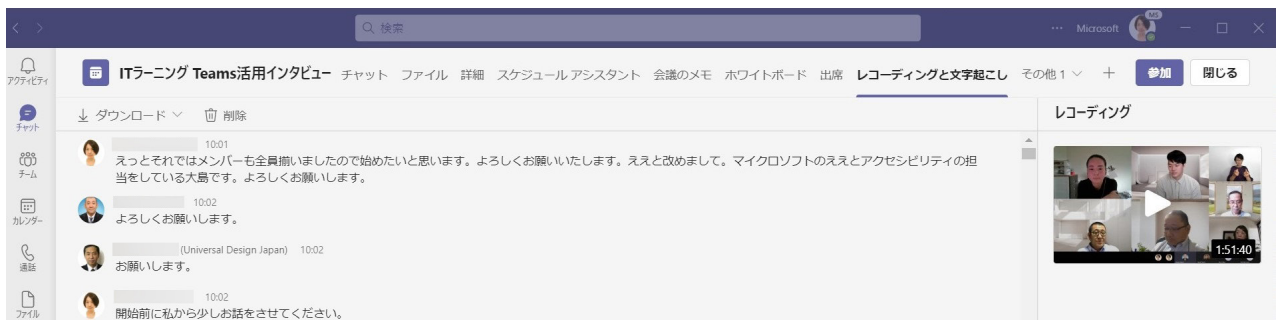 検索
Microsoft
MS
アクティビティ
チャット
チーム
カレンダー
通話
ファイル
ITラーニング Teams活用インタビュー チャット ファイル 詳細 スケジュール アシスタント 会議のメモ ホワイトボード 出席 レコーディングと文字起こし その他 1 参加 閉じる
ダウンロード 削除
10:01
えっとそれではメンバーも全員揃いましたので始めたいと思います。よろしくお願いいたします。ええと改めまして。マイクロソフトのええとアクセシビリティの担
当をしている大島です。よろしくお願いします。
10:02
よろしくお願いします。
(Universal Design Japan) 10:02
お願いします。
10:02
開始前に私から少しお話をさせてください。
レコーディング
1:51:40